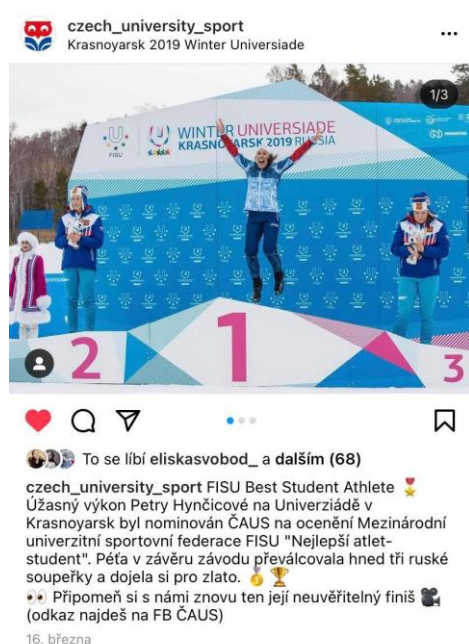 czech_university_sport
Krasnoyarsk 2019 Winter Universiade
1/3
FISU
WINTER UNIVERSIADE
KRASNOYARSK 2019 RUSSIA
2
1
3
To se líbí eliskasvobod_ a dalším (68)
czech_university_sport FISU Best Student Athlete 🎖️
Úžasný výkon Petry Hynčicové na Univerziádě v
Krasnoyarsk byl nominován ČAUS na ocenění Mezinárodní
univerzitní sportovní federace FISU "Nejlepší atlet-
student". Péťa v závěru závodu převálcovala hned tři ruské
soupeřky a dojela si pro zlato. 🥇🏆
👀 Připomeň si s námi znovu ten její neuvěřitelný finiš 🎥
(odkaz najdeš na FB ČAUS)
16. března